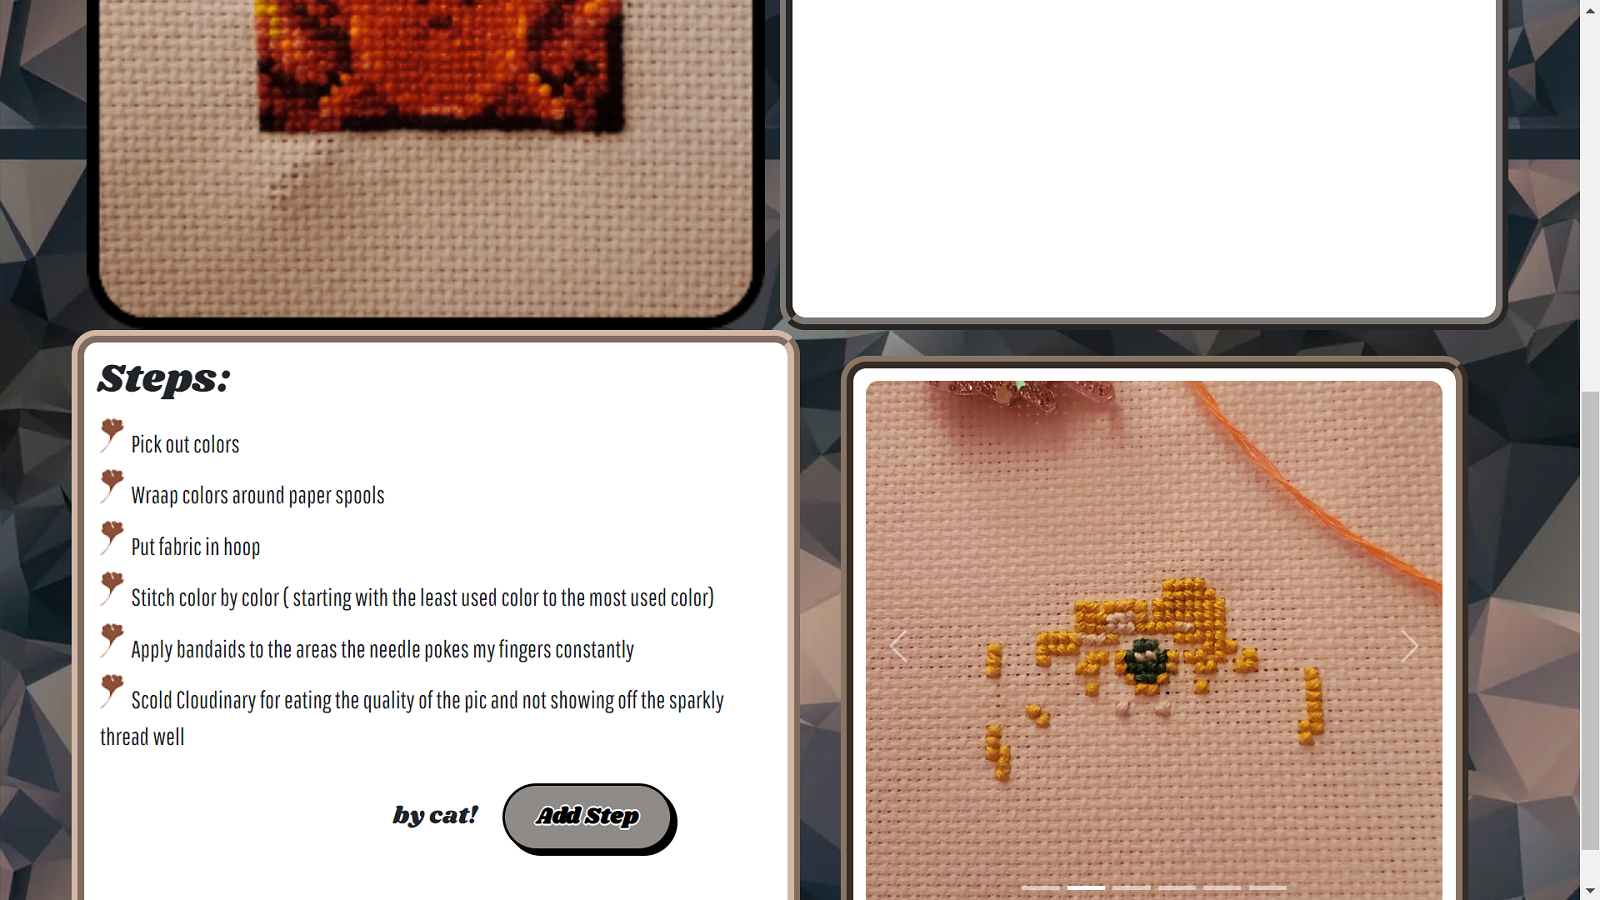 Steps:
Pick out colors
Wraap colors around paper spools
Put fabric in hoop
Stitch color by color ( starting with the least used color to the most used color)
Apply bandaids to the areas the needle pokes my fingers constantly
Scold Cloudinary for eating the quality of the pic and not showing off the sparkly
thread well
by cat!
Add Step